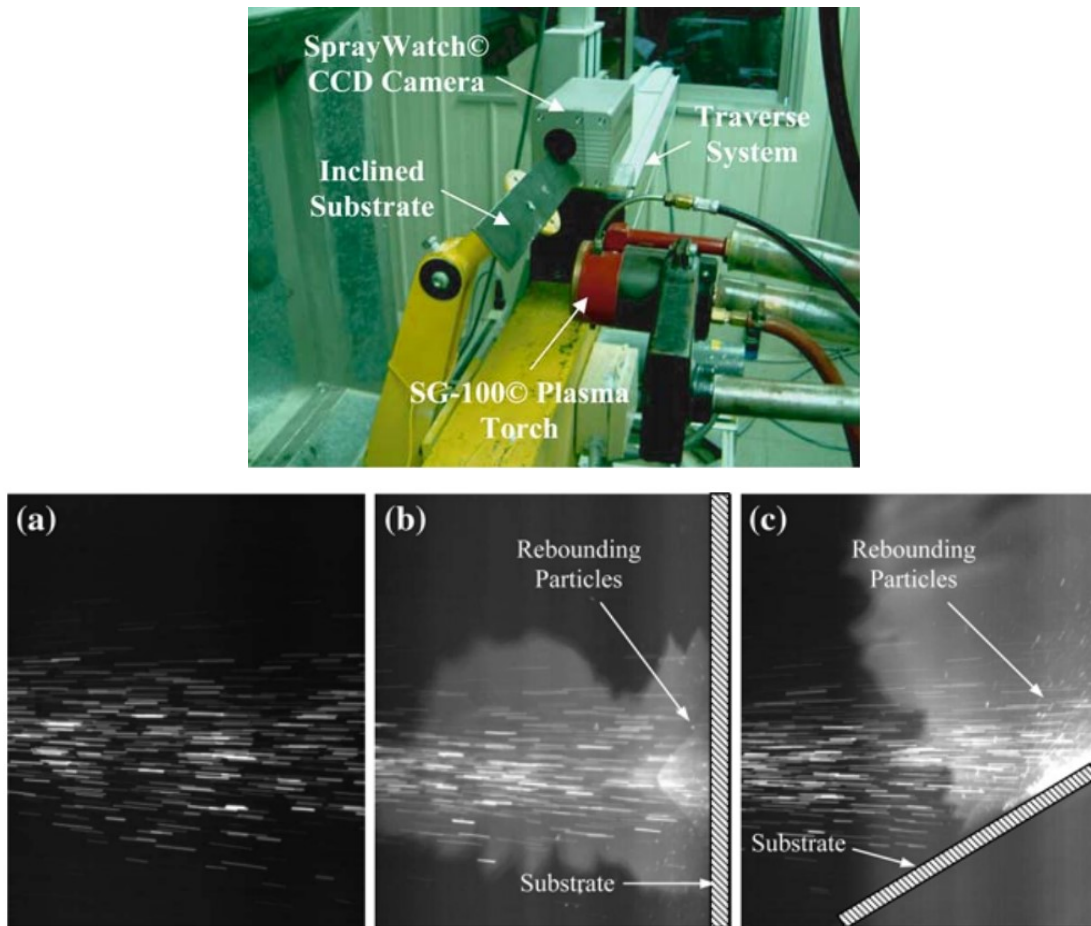 SprayWatch©
CCD Camera
Traverse
System
Inclined
Substrate
SG-100© Plasma
Torch
(a)
(b)
Rebounding
Particles
Substrate
(c)
Rebounding
Particles
Substrate